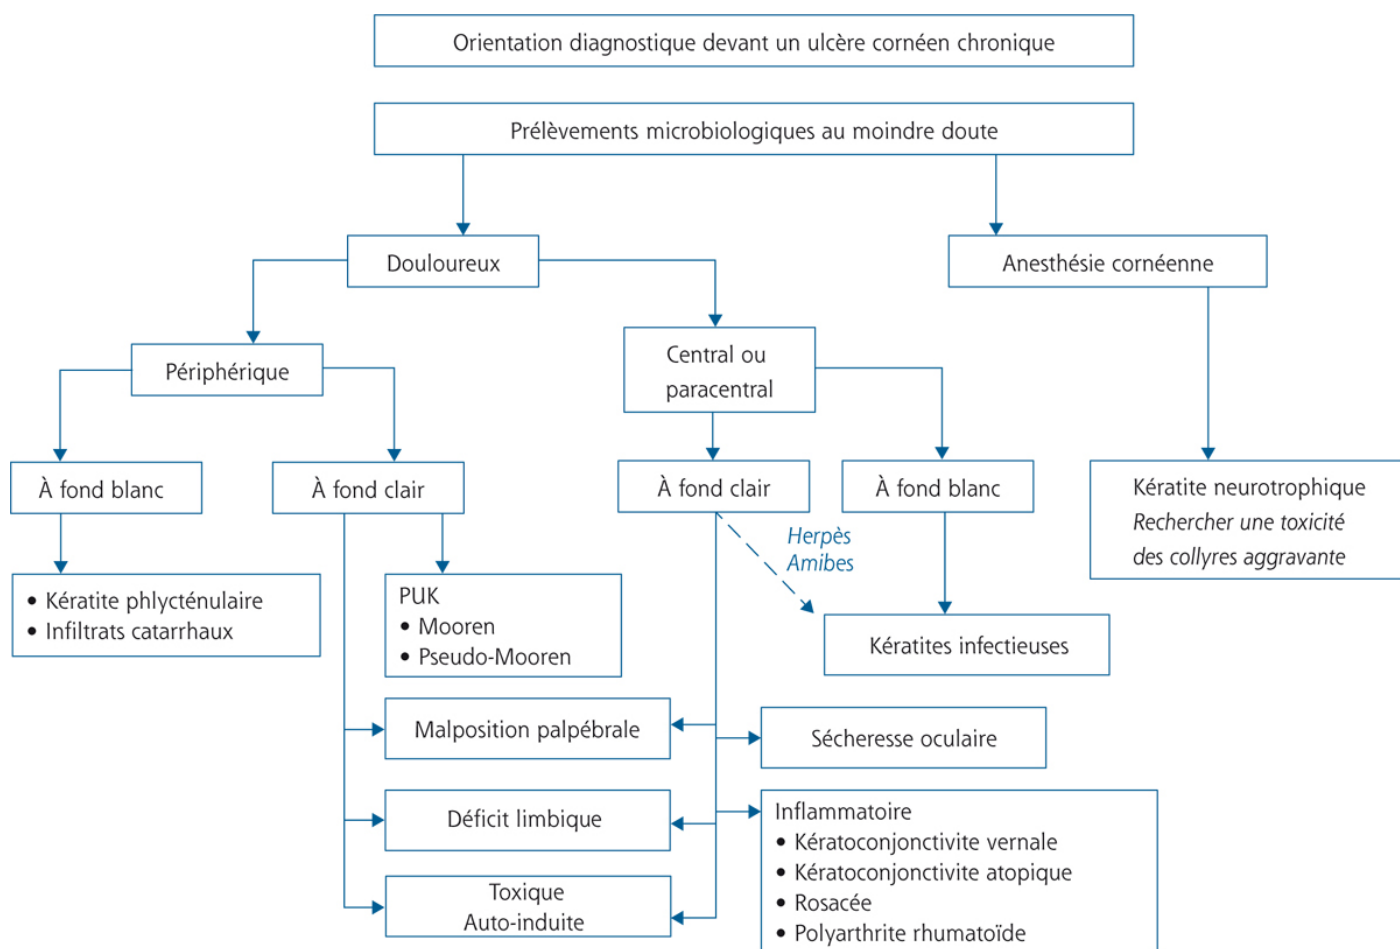 Orientation diagnostique devant un ulcère cornéen chronique
Prélèvements microbiologiques au moindre doute
Douloureux
Anesthésie cornéenne
Périphérique
Central ou
paracentral
À fond blanc
À fond clair
À fond clair
À fond blanc
Kératite neurotrophique
Rechercher une toxicité
des collyres aggravante
Herpès
Amibes
• Kératite phlycténulaire
• Infiltrats catarrhaux
PUK
• Mooren
• Pseudo-Mooren
Kératites infectieuses
Malposition palpébrale
Sécheresse oculaire
Déficit limbique
Inflammatoire
• Kératoconjonctivite vernale
• Kératoconjonctivite atopique
• Rosacée
• Polyarthrite rhumatoïde
Toxique
Auto-induite